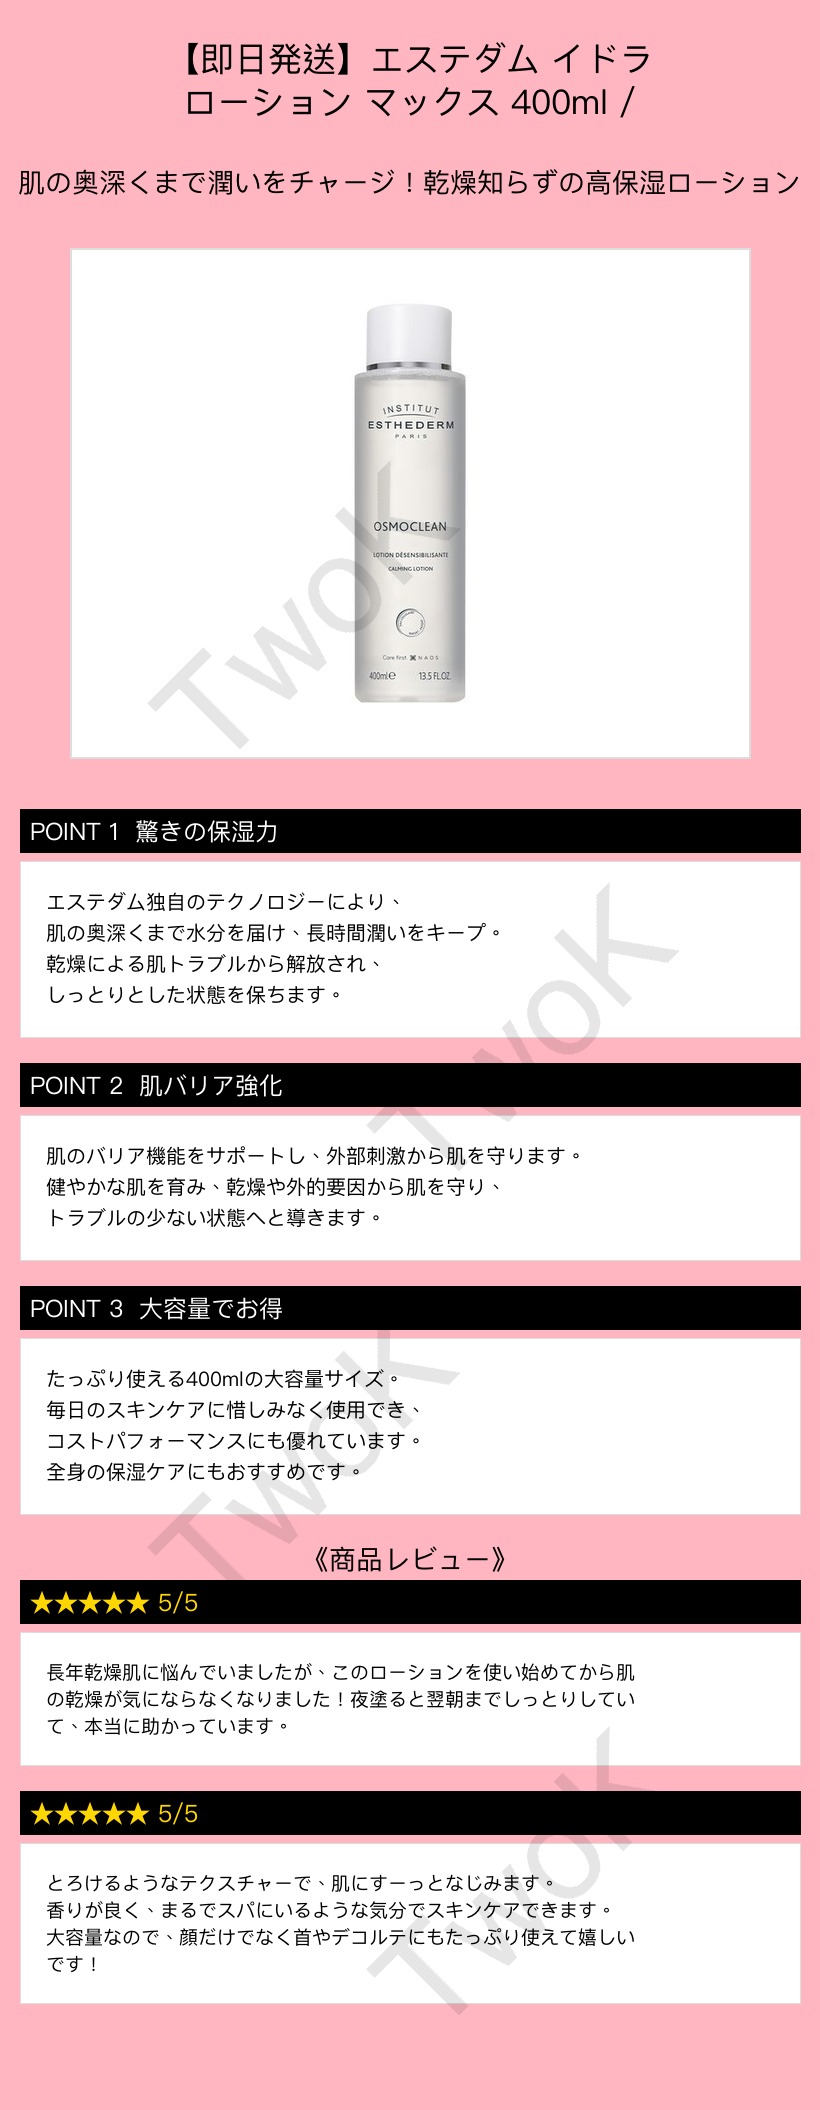 【即日発送】エステダム イドラ
ローション マックス 400ml /
肌の奥深くまで潤いをチャージ！乾燥知らずの高保湿ローション
INSTITUT
ESTHEDERM
PARIS
OSMOCLEAN
LOTION DÉSENSIBILISANTE
CALMING LOTION
Care first. NAOS
400ml℮ 13.5 FL.OZ.
TwoK
POINT 1 驚きの保湿力
エステダム独自のテクノロジーにより、
肌の奥深くまで水分を届け、長時間潤いをキープ。
乾燥による肌トラブルから解放され、
しっとりとした状態を保ちます。
TwoK
POINT 2 肌バリア強化
肌のバリア機能をサポートし、外部刺激から肌を守ります。
健やかな肌を育み、乾燥や外的要因から肌を守り、
トラブルの少ない状態へと導きます。
POINT 3 大容量でお得
たっぷり使える400mlの大容量サイズ。
毎日のスキンケアに惜しみなく使用でき、
コストパフォーマンスにも優れています。
全身の保湿ケアにもおすすめです。
TwoK
《商品レビュー》
★★★★★ 5/5
長年乾燥肌に悩んでいましたが、このローションを使い始めてから肌
の乾燥が気にならなくなりました！夜塗ると翌朝までしっとりしてい
て、本当に助かっています。
★★★★★ 5/5
とろけるようなテクスチャーで、肌にすーっとなじみます。
香りが良く、まるでスパにいるような気分でスキンケアできます。
大容量なので、顔だけでなく首やデコルテにもたっぷり使えて嬉しい
です！
TwoK